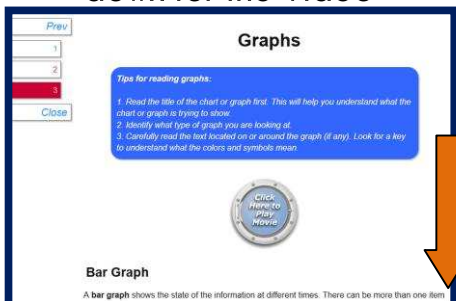 Prev
1
2
3
Close
Graphs
Tips for reading graphs:
1. Read the title of the chart or graph first. This will help you understand what the
chart or graph is trying to show.
2. Identify what type of graph you are looking at.
3. Carefully read the text located on or around the graph (if any). Look for a key
to understand what the colors and symbols mean.
Click
Here to
Play
Movie
Bar Graph
A bar graph shows the state of the information at different times. There can be more than one item